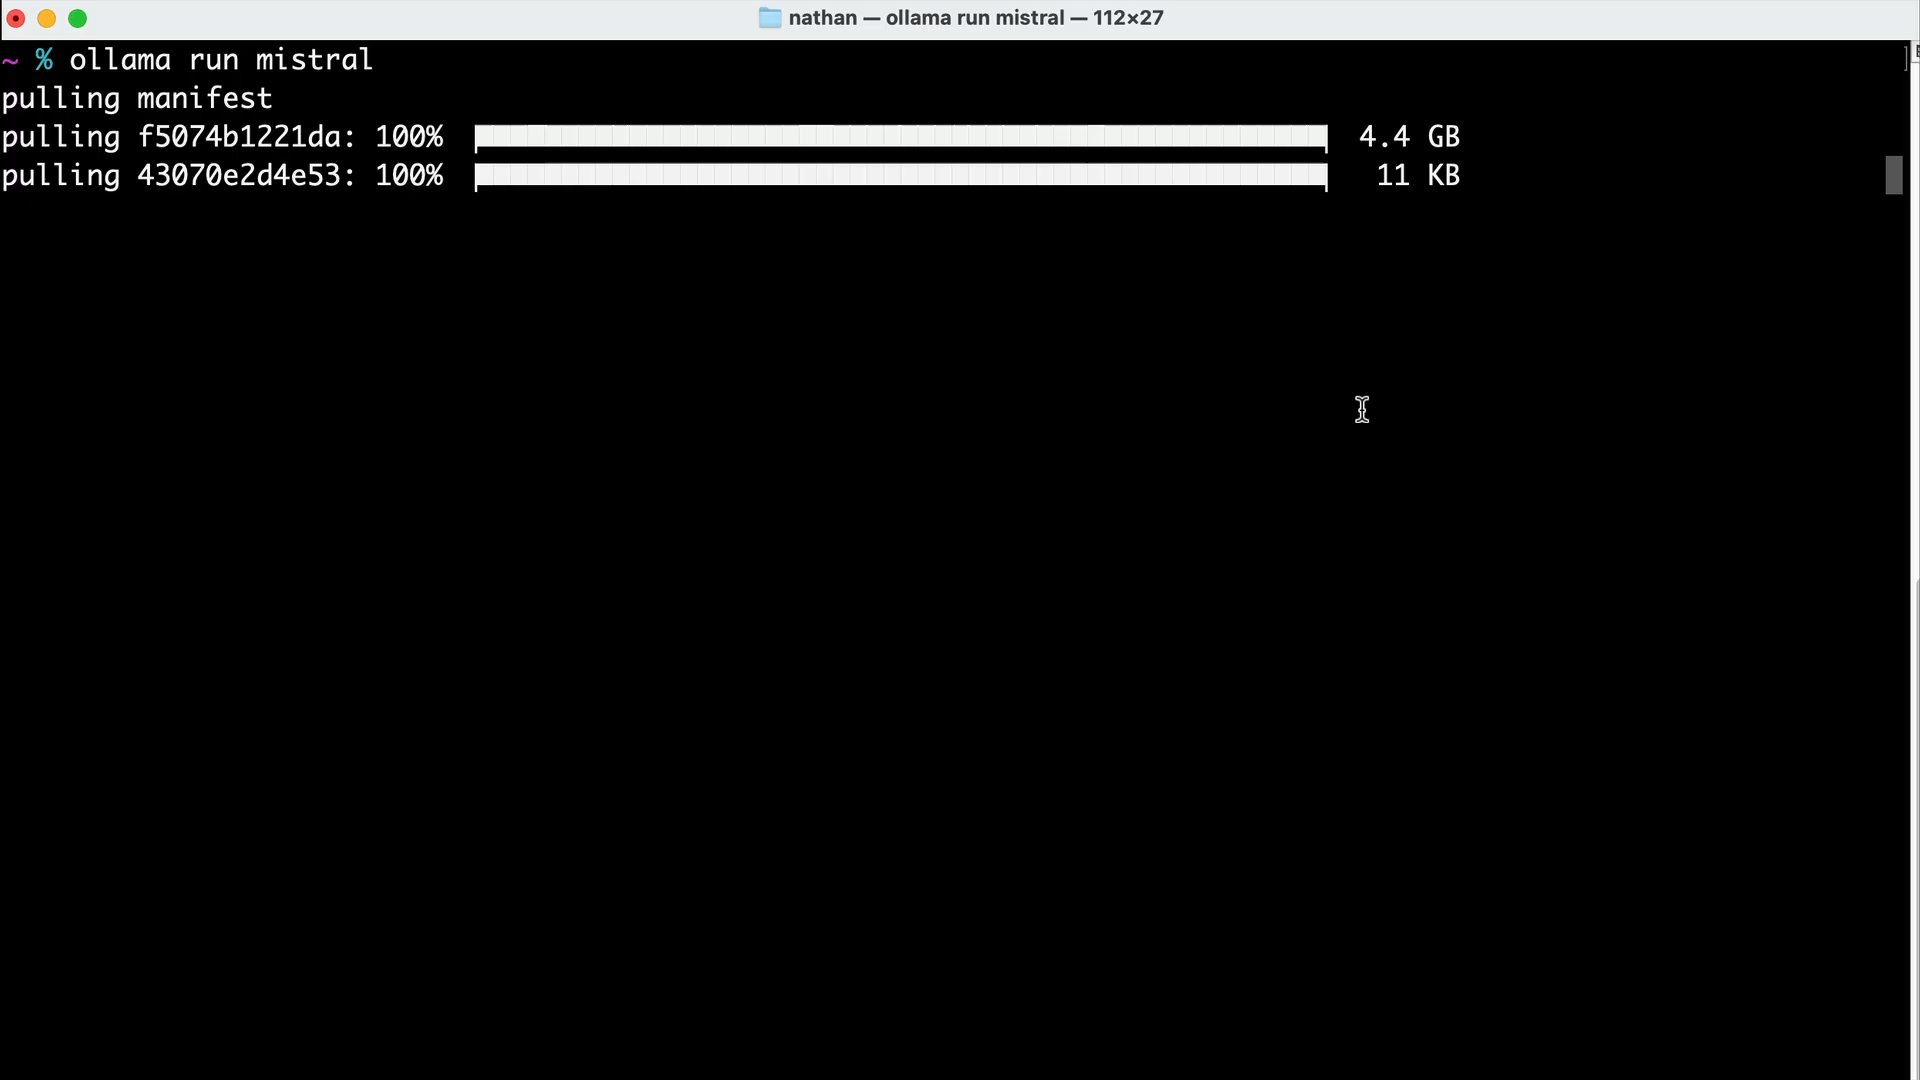 nathan — ollama run mistral — 112×27
~ % ollama run mistral
pulling manifest
pulling f5074b1221da: 100% 4.4 GB
pulling 43070e2d4e53: 100% 11 KB